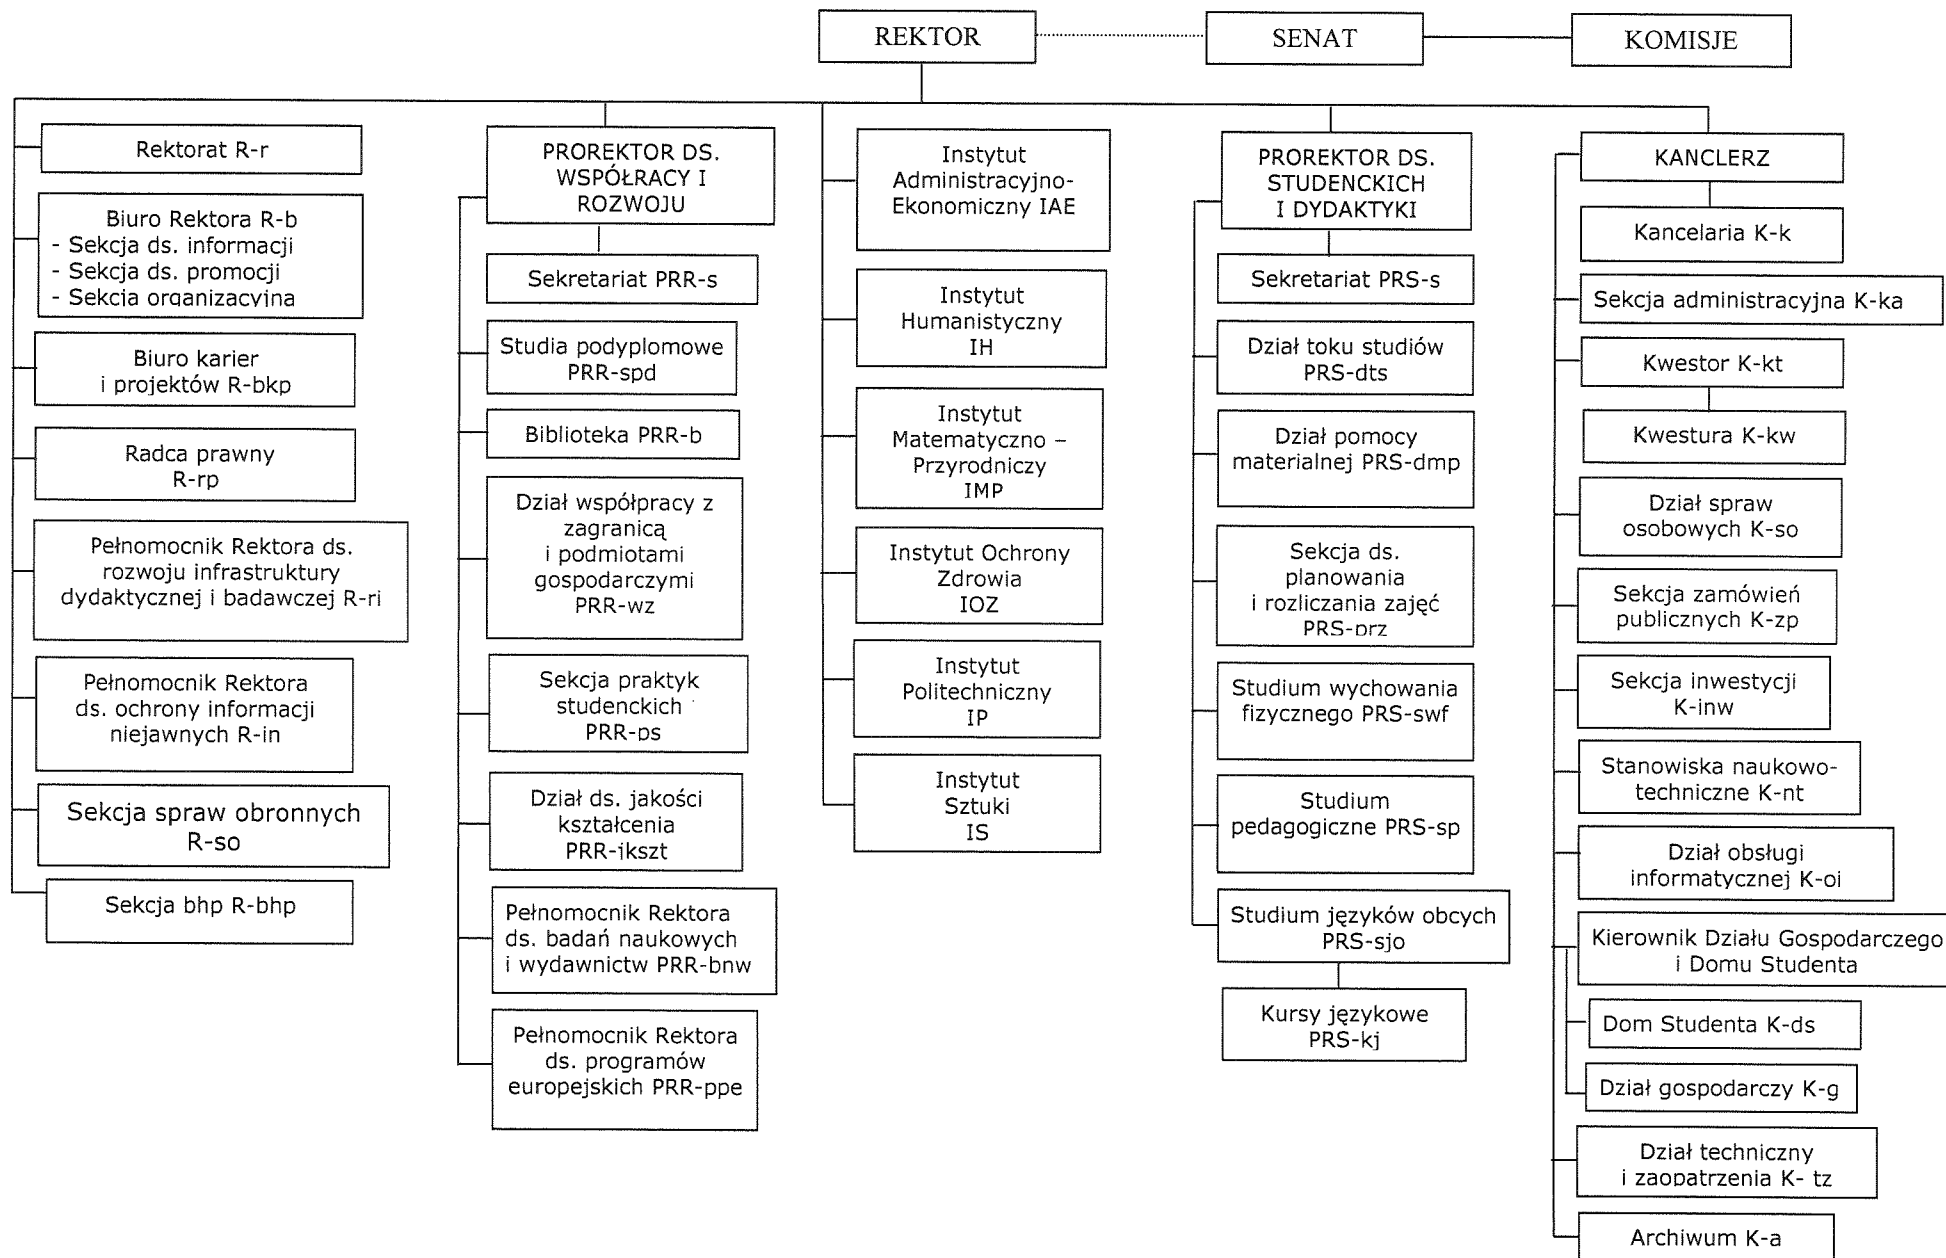 REKTOR
SENAT
KOMISJE
Rektorat R-r
Biuro Rektora R-b
- Sekcja ds. informacji
- Sekcja ds. promocji
- Sekcja organizacyjna
Biuro karier
i projektów R-bkp
Radca prawny
R-rp
Pełnomocnik Rektora ds.
rozwoju infrastruktury
dydaktycznej i badawczej R-ri
Pełnomocnik Rektora
ds. ochrony informacji
niejawnych R-in
Sekcja spraw obronnych
R-so
Sekcja bhp R-bhp
PROREKTOR DS.
WSPÓŁRACY I
ROZWOJU
Sekretariat PRR-s
Studia podyplomowe
PRR-spd
Biblioteka PRR-b
Dział współpracy z
zagranicą
i podmiotami
gospodarczymi
PRR-wz
Sekcja praktyk
studenckich
PRR-ps
Dział ds. jakości
kształcenia
PRR-jkszt
Pełnomocnik Rektora
ds. badań naukowych
i wydawnictw PRR-bnw
Pełnomocnik Rektora
ds. programów
europejskich PRR-ppe
Instytut
Administracyjno-
Ekonomiczny IAE
Instytut
Humanistyczny
IH
Instytut
Matematyczno –
Przyrodniczy
IMP
Instytut Ochrony
Zdrowia
IOZ
Instytut
Politechniczny
IP
Instytut
Sztuki
IS
PROREKTOR DS.
STUDENCKICH
I DYDAKTYKI
Sekretariat PRS-s
Dział toku studiów
PRS-dts
Dział pomocy
materialnej PRS-dmp
Sekcja ds.
planowania
i rozliczania zajęć
PRS-prz
Studium wychowania
fizycznego PRS-swf
Studium
pedagogiczne PRS-sp
Studium języków obcych
PRS-sjo
Kursy językowe
PRS-kj
KANCLERZ
Kancelaria K-k
Sekcja administracyjna K-ka
Kwestor K-kt
Kwestura K-kw
Dział spraw
osobowych K-so
Sekcja zamówień
publicznych K-zp
Sekcja inwestycji
K-inw
Stanowiska naukowo-
techniczne K-nt
Dział obsługi
informatycznej K-oi
Kierownik Działu Gospodarczego
i Domu Studenta
Dom Studenta K-ds
Dział gospodarczy K-g
Dział techniczny
i zaopatrzenia K- tz
Archiwum K-a